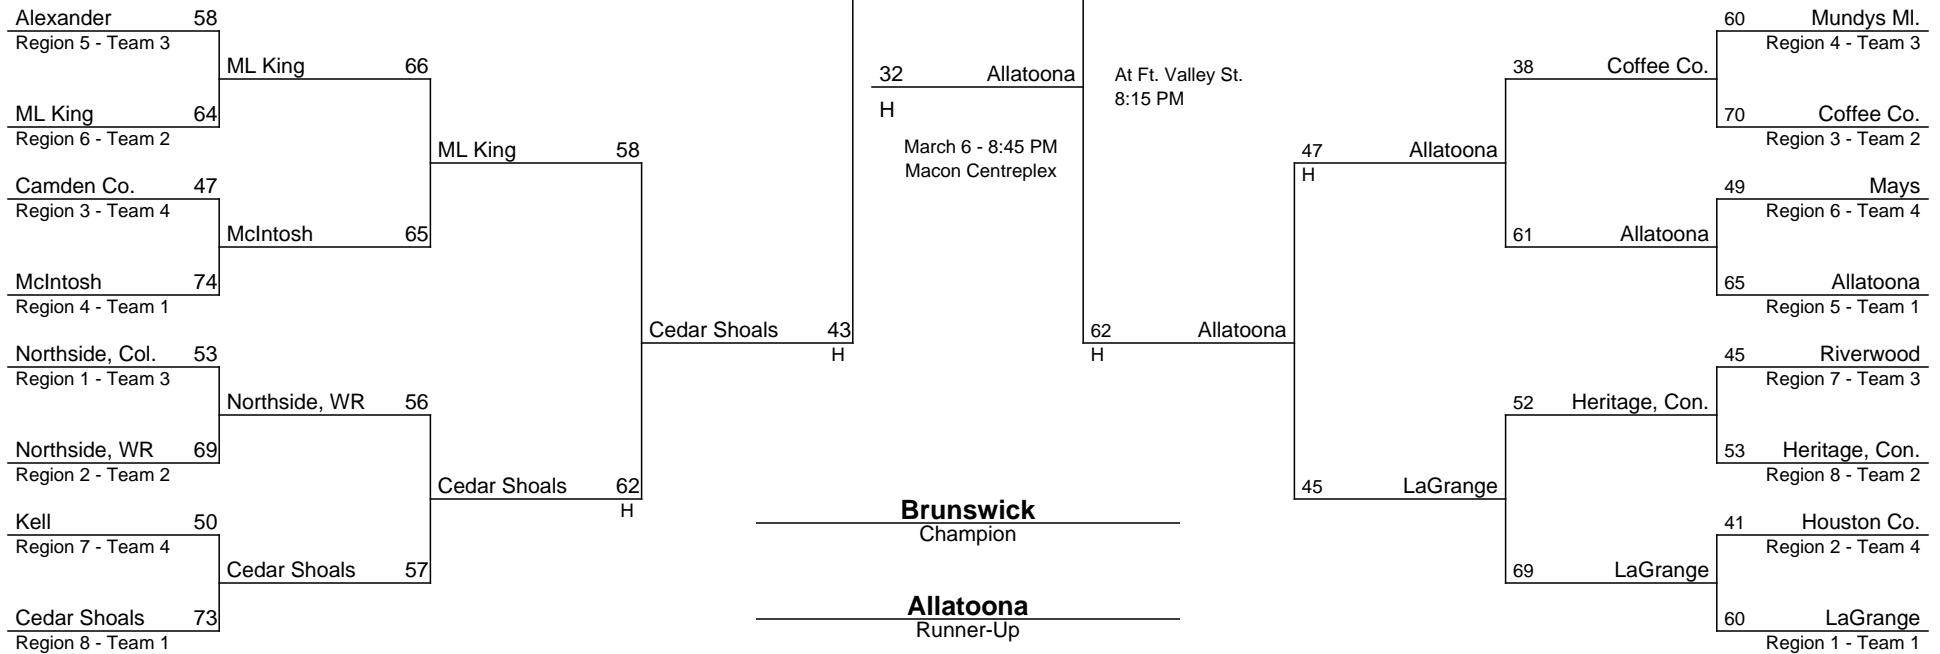 Alexander 58
Region 5 - Team 3
ML King 66
ML King 64
Region 6 - Team 2
ML King 58
Camden Co. 47
Region 3 - Team 4
McIntosh 65
McIntosh 74
Region 4 - Team 1
Cedar Shoals 43
H
Northside, Col. 53
Region 1 - Team 3
Northside, WR 56
Northside, WR 69
Region 2 - Team 2
Cedar Shoals 62
H
Kell 50
Region 7 - Team 4
Cedar Shoals 57
Cedar Shoals 73
Region 8 - Team 1
32 Allatoona
H
March 6 - 8:45 PM
Macon Centreplex
At Ft. Valley St.
8:15 PM
Brunswick
Champion
Allatoona
Runner-Up
60 Mundys Ml.
Region 4 - Team 3
38 Coffee Co.
70 Coffee Co.
Region 3 - Team 2
47 Allatoona
H
49 Mays
Region 6 - Team 4
61 Allatoona
65 Allatoona
Region 5 - Team 1
62 Allatoona
H
45 Riverwood
Region 7 - Team 3
52 Heritage, Con.
53 Heritage, Con.
Region 8 - Team 2
45 LaGrange
41 Houston Co.
Region 2 - Team 4
69 LaGrange
60 LaGrange
Region 1 - Team 1